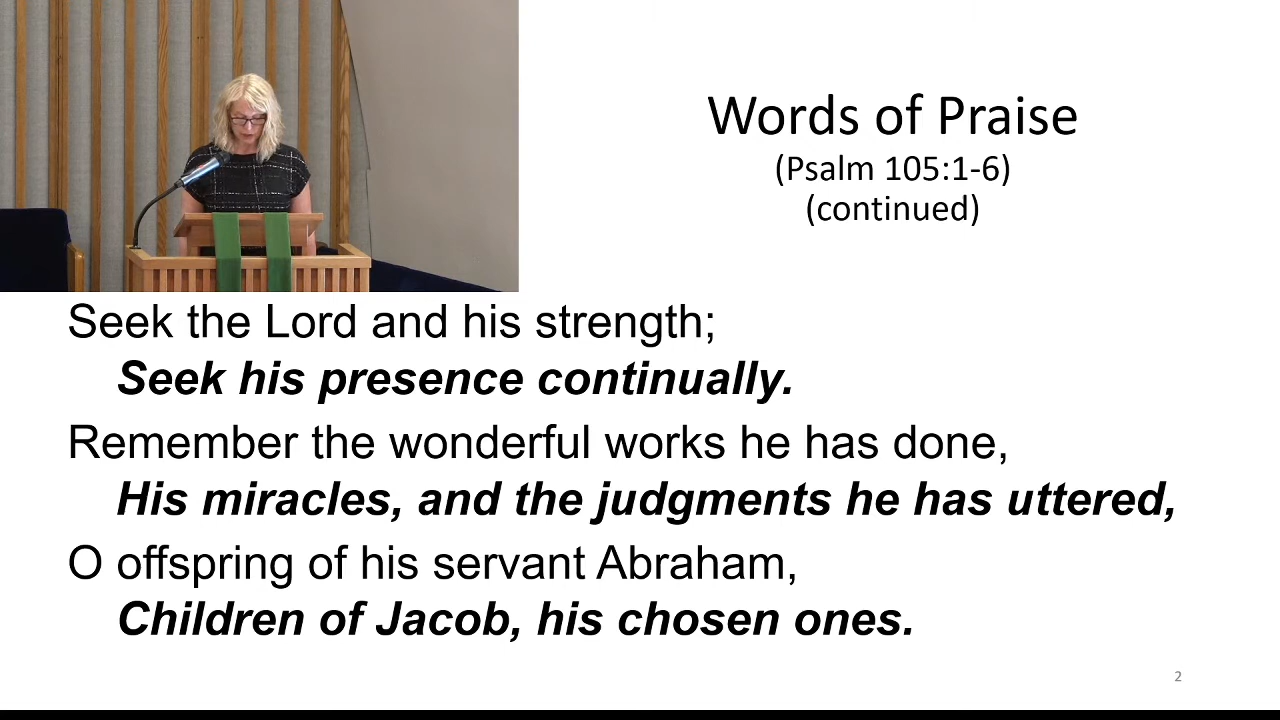 Words of Praise
(Psalm 105:1-6)
(continued)
Seek the Lord and his strength;
Seek his presence continually.
Remember the wonderful works he has done,
His miracles, and the judgments he has uttered,
O offspring of his servant Abraham,
Children of Jacob, his chosen ones.
2